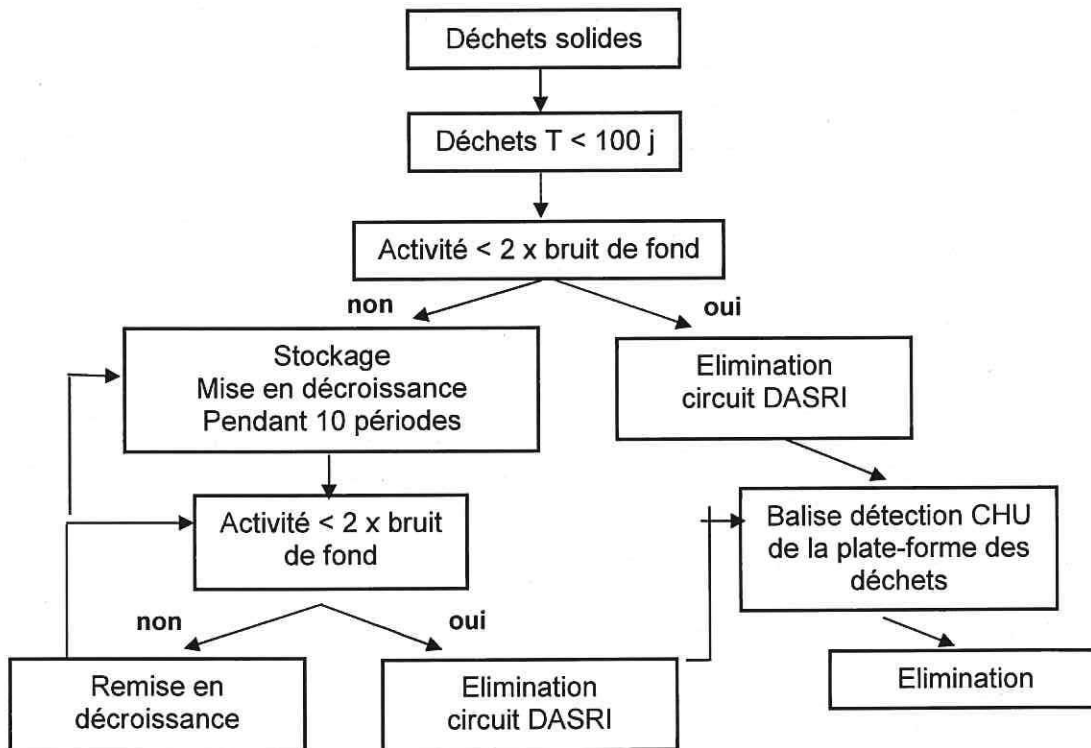 Déchets solides
Déchets T < 100 j
Activité < 2 x bruit de fond
non
oui
Stockage
Mise en décroissance
Pendant 10 périodes
Elimination
circuit DASRI
Activité < 2 x bruit
de fond
Balise détection CHU
de la plate-forme des
déchets
non
oui
Remise en
décroissance
Elimination
circuit DASRI
Elimination